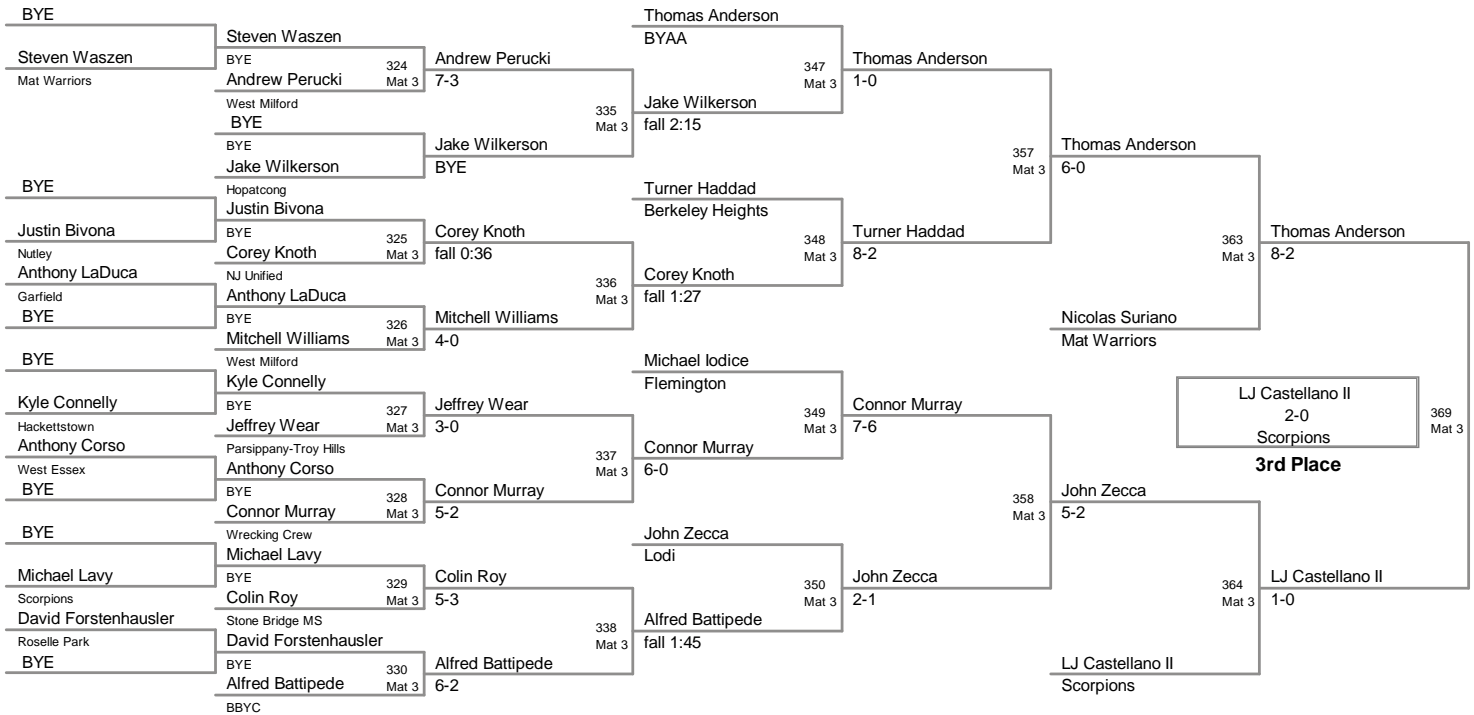 BYE
Steven Waszen
Mat Warriors
BYE
Justin Bivona
Nutley
Anthony LaDuca
Garfield
BYE
BYE
Kyle Connelly
Hackettstown
Anthony Corso
West Essex
BYE
BYE
Michael Lavy
Scorpions
David Forstenhausler
Roselle Park
BYE
Steven Waszen
BYE
324
Andrew Perucki
Mat 3
West Milford
BYE
BYE
Jake Wilkerson
Hopatcong
Justin Bivona
BYE
325
Corey Knoth
Mat 3
NJ Unified
Anthony LaDuca
BYE
326
Mitchell Williams
Mat 3
West Milford
Kyle Connelly
BYE
327
Jeffrey Wear
Mat 3
Parsippany-Troy Hills
Anthony Corso
BYE
328
Connor Murray
Mat 3
Wrecking Crew
Michael Lavy
BYE
329
Colin Roy
Mat 3
Stone Bridge MS
David Forstenhausler
BYE
330
Alfred Battipede
Mat 3
BBYC
Andrew Perucki
7-3
335
Mat 3
Jake Wilkerson
BYE
Corey Knoth
fall 0:36
336
Mat 3
Mitchell Williams
4-0
Jeffrey Wear
3-0
337
Mat 3
Connor Murray
5-2
Colin Roy
5-3
338
Mat 3
Alfred Battipede
6-2
Thomas Anderson
BYAA
347
Mat 3
Jake Wilkerson
fall 2:15
Turner Haddad
Berkeley Heights
348
Mat 3
Corey Knoth
fall 1:27
Michael Iodice
Flemington
349
Mat 3
Connor Murray
6-0
John Zecca
Lodi
350
Mat 3
Alfred Battipede
fall 1:45
Thomas Anderson
1-0
357
Mat 3
Turner Haddad
8-2
Connor Murray
7-6
358
Mat 3
John Zecca
2-1
Thomas Anderson
6-0
363
Mat 3
Nicolas Suriano
Mat Warriors
John Zecca
5-2
364
Mat 3
LJ Castellano II
Scorpions
Thomas Anderson
8-2
LJ Castellano II
2-0
Scorpions
369
Mat 3
3rd Place
LJ Castellano II
1-0